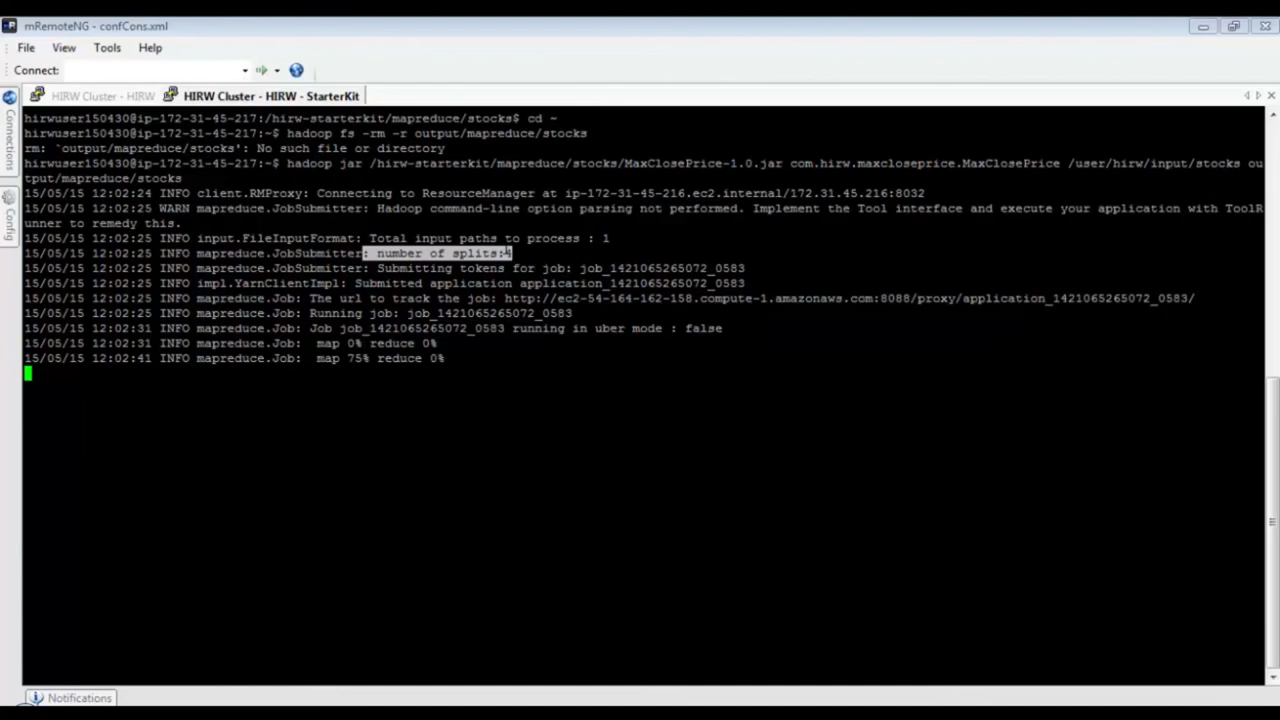 mRemoteNG - confCons.xml
File View Tools Help
Connect:
HIRW Cluster - HIRW HIRW Cluster - HIRW - StarterKit
Connections
Config
hirwuser150430@ip-172-31-45-217:/hirw-starterkit/mapreduce/stocks$ cd ~
hirwuser150430@ip-172-31-45-217:~$ hadoop fs -rm -r output/mapreduce/stocks
rm: `output/mapreduce/stocks': No such file or directory
hirwuser150430@ip-172-31-45-217:~$ hadoop jar /hirw-starterkit/mapreduce/stocks/MaxClosePrice-1.0.jar com.hirw.maxcloseprice.MaxClosePrice /user/hirw/input/stocks ou
tput/mapreduce/stocks
15/05/15 12:02:24 INFO client.RMProxy: Connecting to ResourceManager at ip-172-31-45-216.ec2.internal/172.31.45.216:8032
15/05/15 12:02:25 WARN mapreduce.JobSubmitter: Hadoop command-line option parsing not performed. Implement the Tool interface and execute your application with ToolR
unner to remedy this.
15/05/15 12:02:25 INFO input.FileInputFormat: Total input paths to process : 1
15/05/15 12:02:25 INFO mapreduce.JobSubmitter: number of splits:4
15/05/15 12:02:25 INFO mapreduce.JobSubmitter: Submitting tokens for job: job_1421065265072_0583
15/05/15 12:02:25 INFO impl.YarnClientImpl: Submitted application application_1421065265072_0583
15/05/15 12:02:25 INFO mapreduce.Job: The url to track the job: http://ec2-54-164-162-158.compute-1.amazonaws.com:8088/proxy/application_1421065265072_0583/
15/05/15 12:02:25 INFO mapreduce.Job: Running job: job_1421065265072_0583
15/05/15 12:02:31 INFO mapreduce.Job: Job job_1421065265072_0583 running in uber mode : false
15/05/15 12:02:31 INFO mapreduce.Job:  map 0% reduce 0%
15/05/15 12:02:41 INFO mapreduce.Job:  map 75% reduce 0%
Notifications